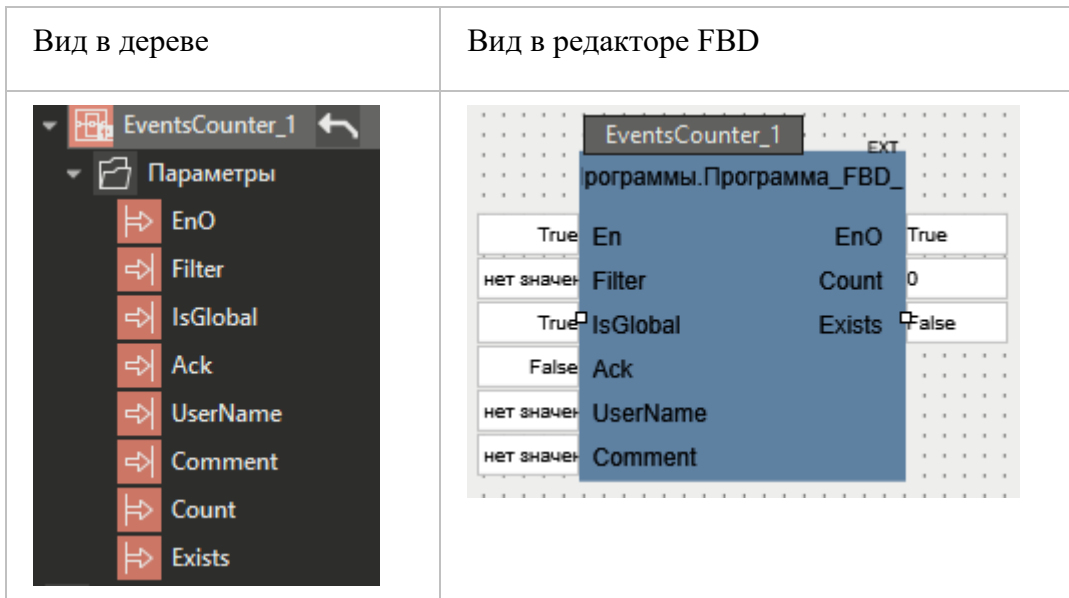 Вид в дереве
Вид в редакторе FBD
EventsCounter_1
Параметры
EnO
Filter
IsGlobal
Ack
UserName
Comment
Count
Exists
EventsCounter_1
EXT
рограммы.Программа_FBD_
True En EnO True
нет значен Filter Count 0
True IsGlobal Exists False
False Ack
нет значен UserName
нет значен Comment